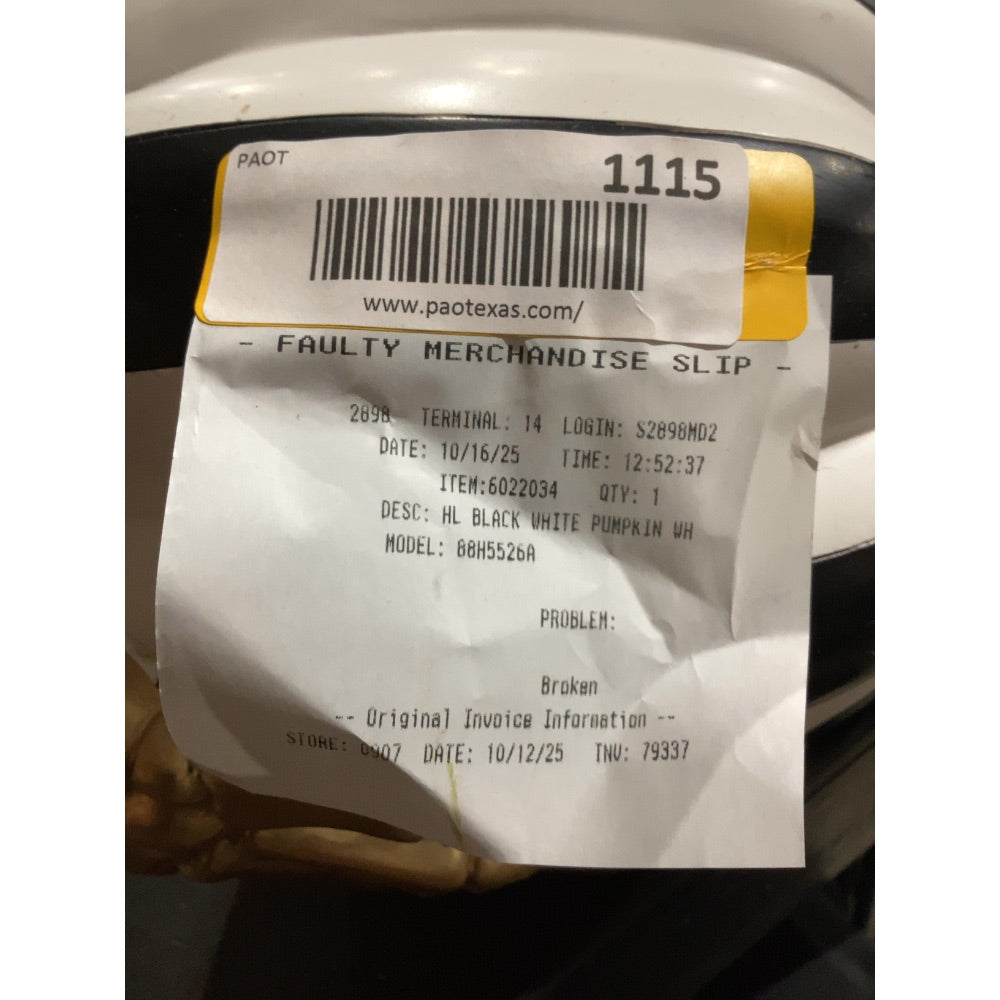 PAOT
1115
www.paotexas.com/
- FAULTY MERCHANDISE SLIP -
2898 TERMINAL: 14 LOGIN: S2898MD2
DATE: 10/16/25 TIME: 12:52:37
ITEM:6022034 QTY: 1
DESC: HL BLACK WHITE PUMPKIN WH
MODEL: 88H5526A
PROBLEM:
Broken
-- Original Invoice Information --
STORE: 0907 DATE: 10/12/25 INV: 79337